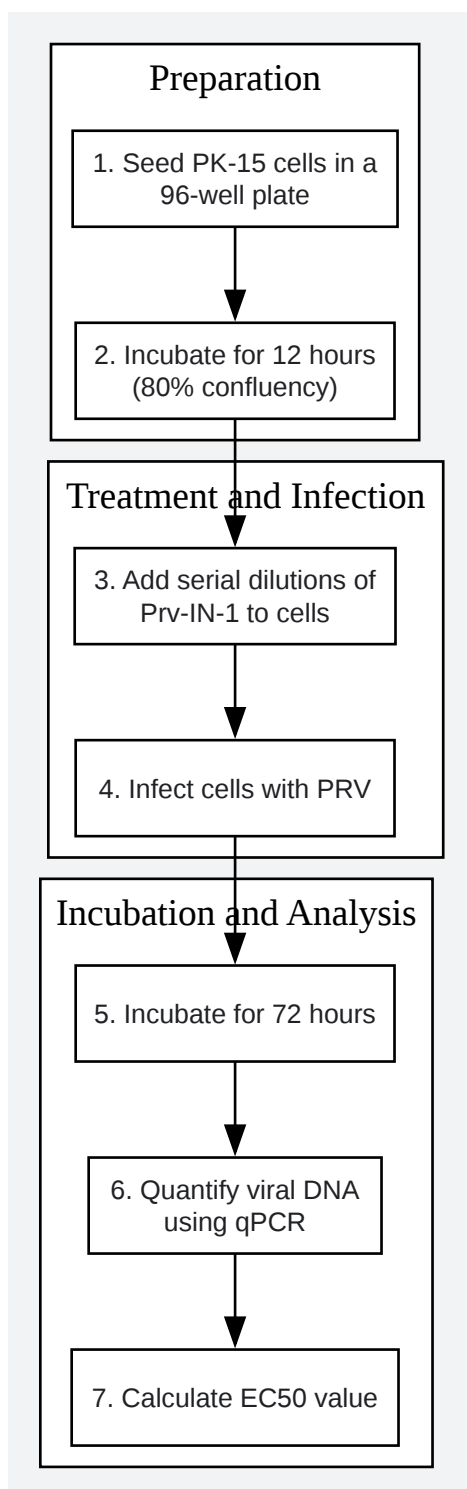 Preparation
1. Seed PK-15 cells in a
96-well plate
2. Incubate for 12 hours
(80% confluency)
Treatment and Infection
3. Add serial dilutions of
Prv-IN-1 to cells
4. Infect cells with PRV
Incubation and Analysis
5. Incubate for 72 hours
6. Quantify viral DNA
using qPCR
7. Calculate EC50 value